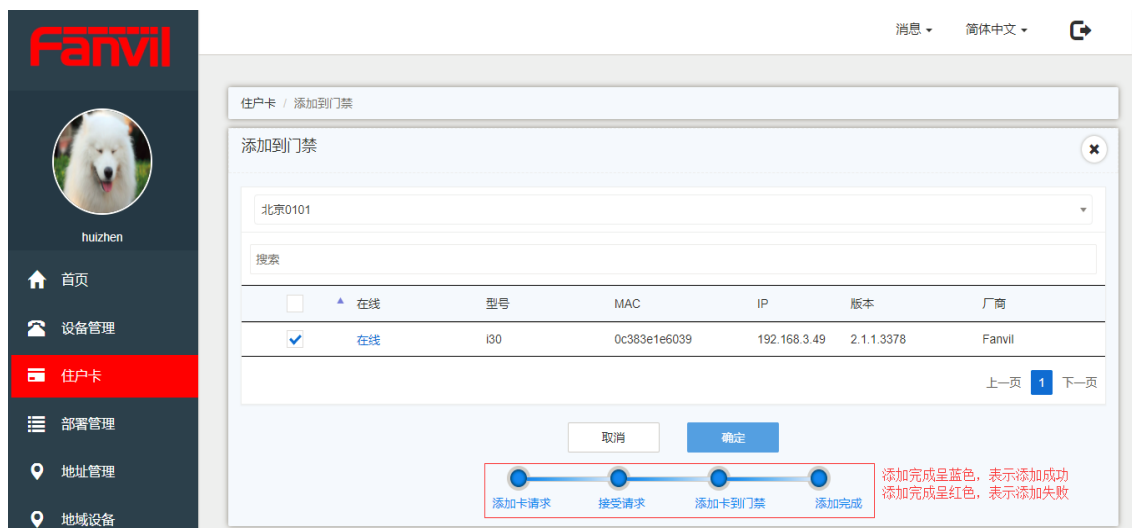 Fanvil
消息
简体中文
住户卡 / 添加到门禁
添加到门禁
huizhen
北京0101
搜索
首页
设备管理
住户卡
部署管理
地址管理
地域设备
在线 型号 MAC IP 版本 厂商
在线 i30 0c383e1e6039 192.168.3.49 2.1.1.3378 Fanvil
上一页 1 下一页
取消 确定
添加卡请求 接受请求 添加卡到门禁 添加完成
添加完成呈蓝色，表示添加成功
添加完成呈红色，表示添加失败